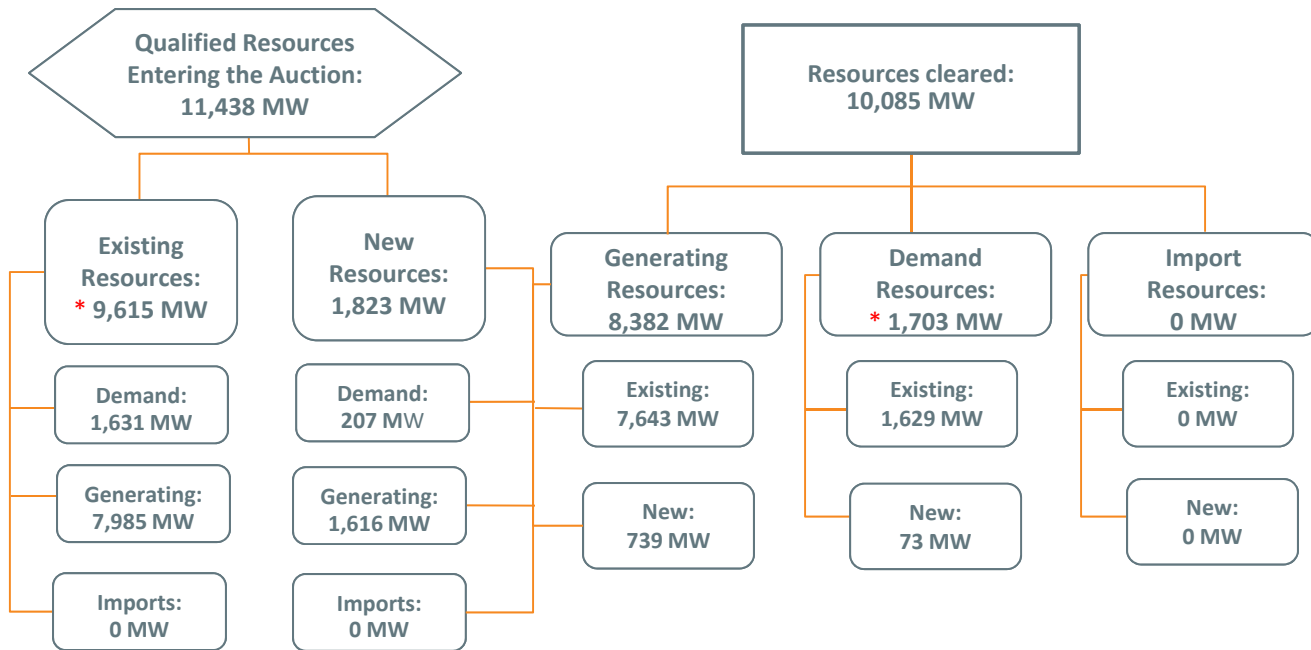 Qualified Resources
Entering the Auction:
11,438 MW
Resources cleared:
10,085 MW
Existing
Resources:
* 9,615 MW
New
Resources:
1,823 MW
Generating
Resources:
8,382 MW
Demand
Resources:
* 1,703 MW
Import
Resources:
0 MW
Demand:
1,631 MW
Demand:
207 MW
Existing:
7,643 MW
Existing:
1,629 MW
Existing:
0 MW
Generating:
7,985 MW
Generating:
1,616 MW
New:
739 MW
New:
73 MW
New:
0 MW
Imports:
0 MW
Imports:
0 MW